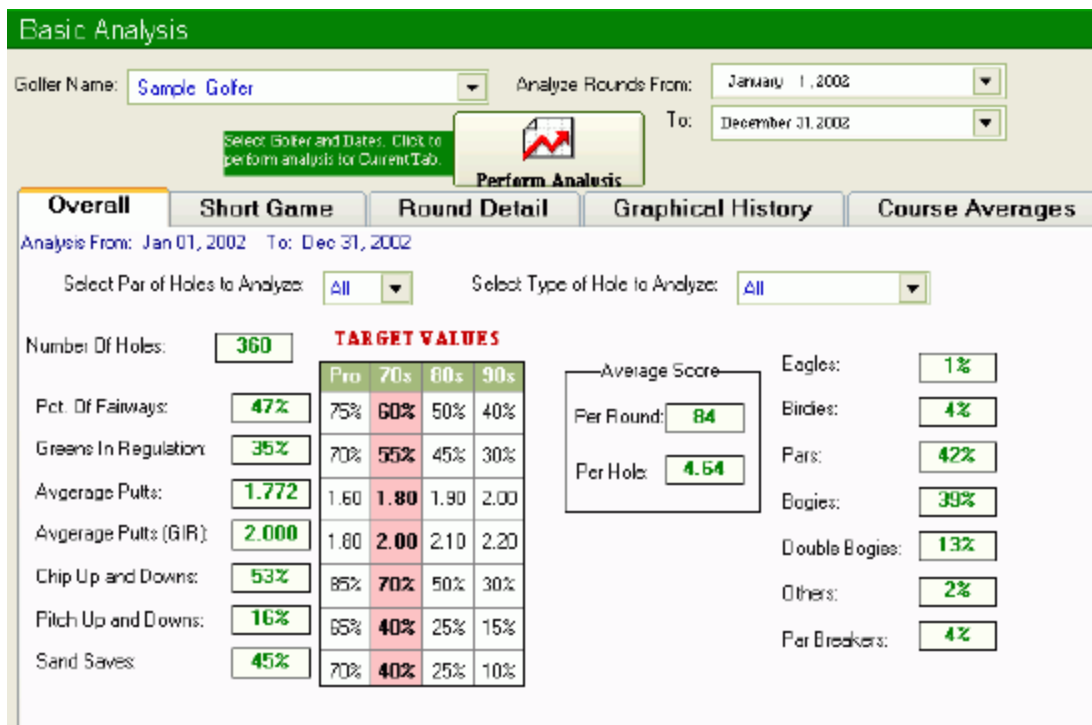 Basic Analysis
Golfer Name: Sample Golfer Analyze Rounds From: January 1, 2002
To: December 31, 2002
Select Golfer and Dates. Click to
perform analysis for Current Tab.
Perform Analysis
Overall Short Game Round Detail Graphical History Course Averages
Analysis From: Jan 01, 2002 To: Dec 31, 2002
Select Par of Holes to Analyze: All Select Type of Hole to Analyze: All
Number Of Holes: 360
TARGET VALUES
Pro 70s 80s 90s
Pct. Of Fairways: 47% 75% 60% 50% 40%
Greens In Regulation: 35% 70% 55% 45% 30%
Avgerage Putts: 1.772 1.60 1.80 1.90 2.00
Avgerage Putts (GIR): 2.000 1.80 2.00 2.10 2.20
Chip Up and Downs: 53% 85% 70% 50% 30%
Pitch Up and Downs: 16% 65% 40% 25% 15%
Sand Saves: 45% 70% 40% 25% 10%
Average Score
Per Round: 84
Per Hole: 4.64
Eagles: 1%
Birdies: 4%
Pars: 42%
Bogies: 39%
Double Bogies: 13%
Others: 2%
Par Breakers: 4%